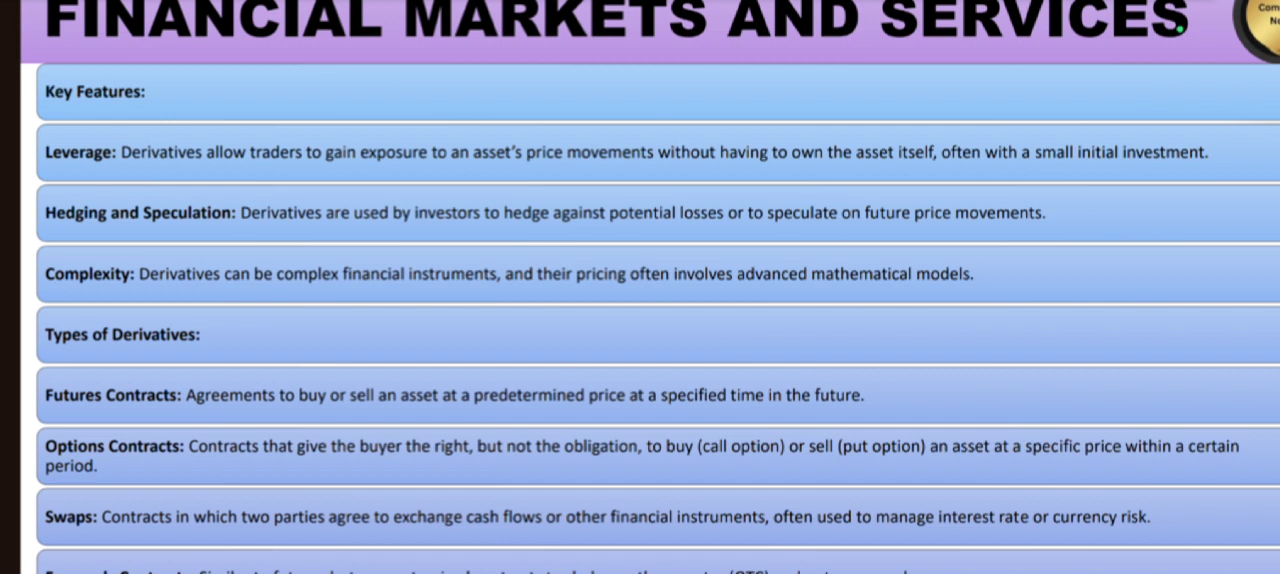 FINANCIAL MARKETS AND SERVICES
Com
Key Features:
Leverage: Derivatives allow traders to gain exposure to an asset's price movements without having to own the asset itself, often with a small initial investment.
Hedging and Speculation: Derivatives are used by investors to hedge against potential losses or to speculate on future price movements.
Complexity: Derivatives can be complex financial instruments, and their pricing often involves advanced mathematical models.
Types of Derivatives:
Futures Contracts: Agreements to buy or sell an asset at a predetermined price at a specified time in the future.
Options Contracts: Contracts that give the buyer the right, but not the obligation, to buy (call option) or sell (put option) an asset at a specific price within a certain
period.
Swaps: Contracts in which two parties agree to exchange cash flows or other financial instruments, often used to manage interest rate or currency risk.